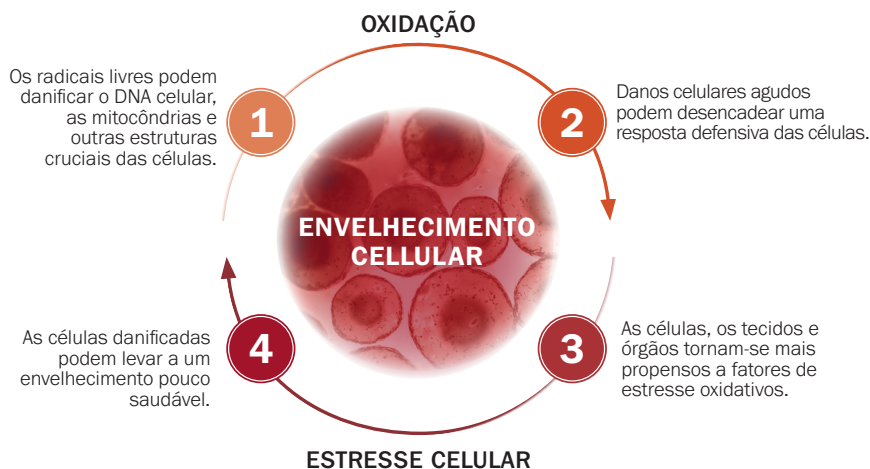 OXIDAÇÃO
Os radicais livres podem
danificar o DNA celular,
as mitocôndrias e
outras estruturas
cruciais das células.
1
2
Danos celulares agudos
podem desencadear uma
resposta defensiva das células.
ENVELHECIMENTO
CELLULAR
As células danificadas
podem levar a um
envelhecimento pouco
saudável.
4
3
As células, os tecidos e
órgãos tornam-se mais
propensos a fatores de
estresse oxidativos.
ESTRESSE CELULAR